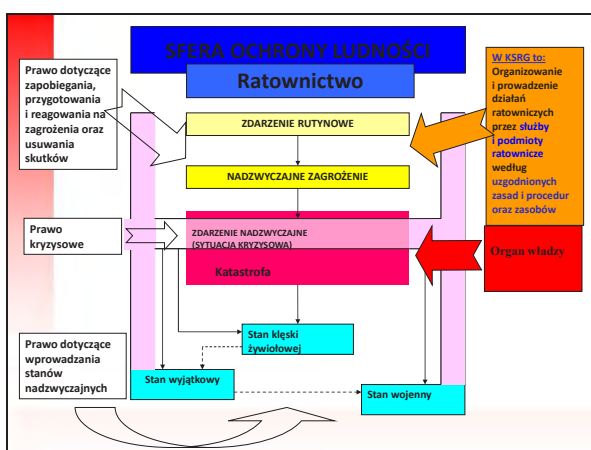 SFERA OCHRONY LUDNOŚCI
Ratownictwo
Prawo dotyczące
zapobiegania,
przygotowania
i reagowania na
zagrożenia oraz
usuwania
skutków
ZDARZENIE RUTYNOWE
NADZWYCZAJNE ZAGROŻENIE
W KSRG to:
Organizowanie
i prowadzenie
działań
ratowniczych
przez służby
i podmioty
ratownicze
według
uzgodnionych
zasad i procedur
oraz zasobów
Prawo
kryzysowe
ZDARZENIE NADZWYCZAJNE
(SYTUACJA KRYZYSOWA)
Katastrofa
Organ władzy
Prawo dotyczące
wprowadzania
stanów
nadzwyczajnych
Stan klęski
żywiołowej
Stan wyjątkowy
Stan wojenny